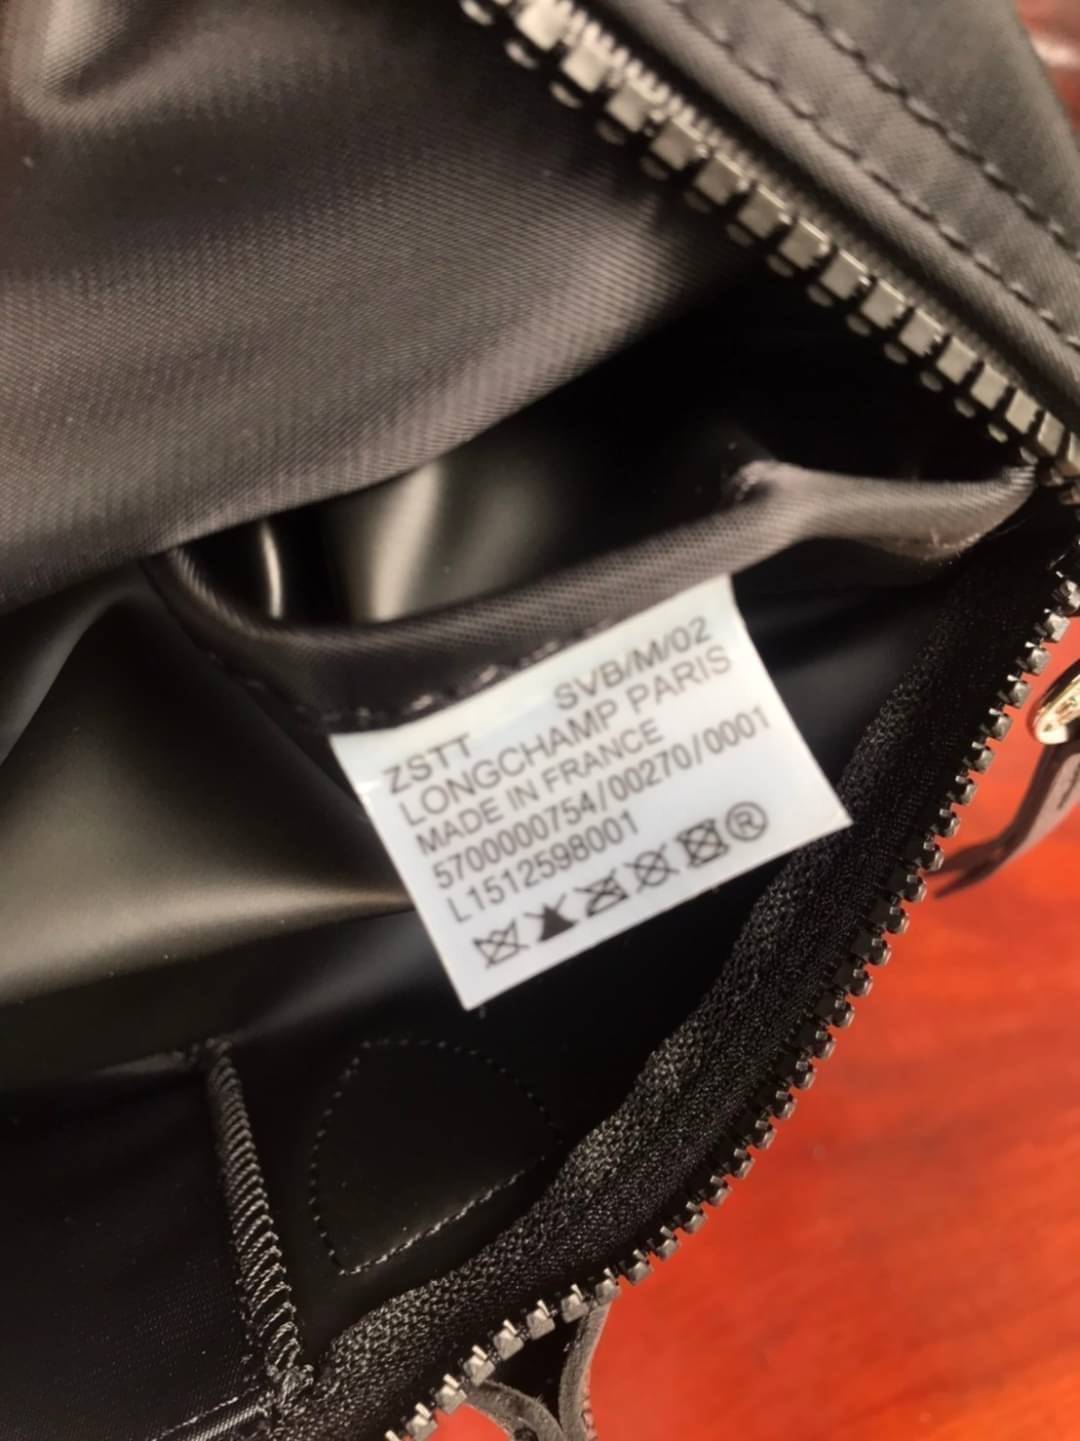 ZSTT SVB/M/02
LONGCHAMP PARIS
MADE IN FRANCE
5700000754/00270/0001
L1512598001
Ⓡ